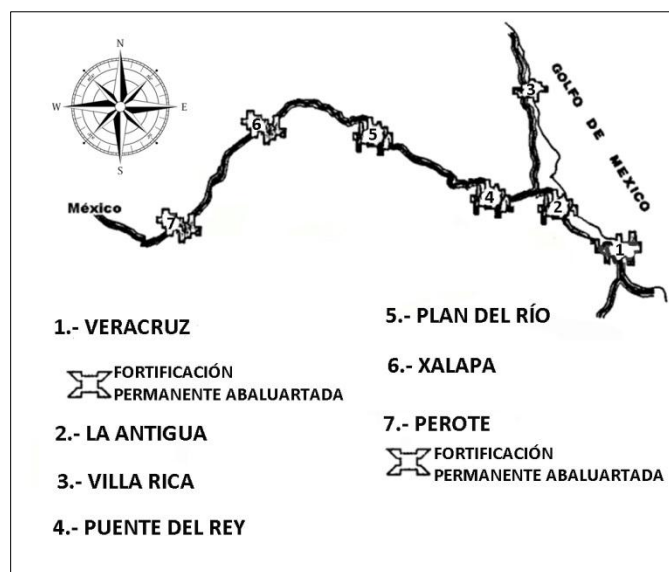 N
W
E
S
GOLFO DE MEXICO
3
6
5
4
2
1
7
México
1.- VERACRUZ
FORTIFICACIÓN
PERMANENTE ABALUARTADA
2.- LA ANTIGUA
3.- VILLA RICA
4.- PUENTE DEL REY
5.- PLAN DEL RÍO
6.- XALAPA
7.- PEROTE
FORTIFICACIÓN
PERMANENTE ABALUARTADA